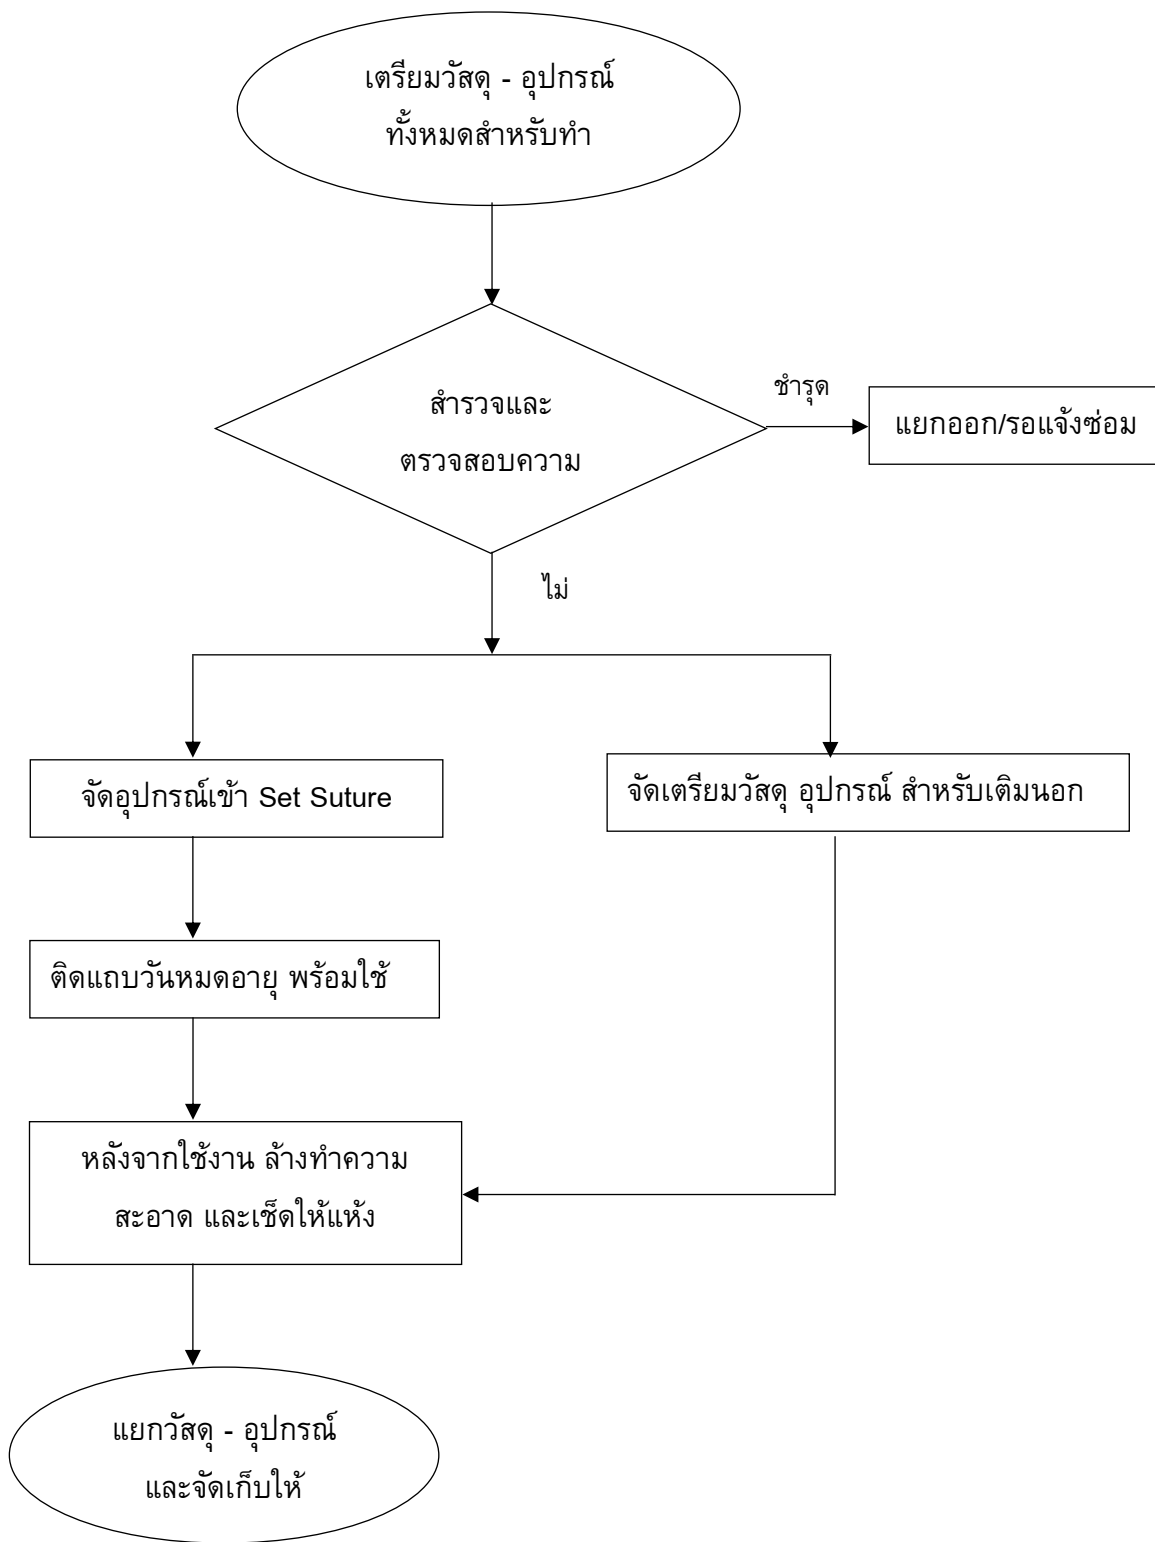 เตรียมวัสดุ - อุปกรณ์
ทั้งหมดสำหรับทำ
สำรวจและ
ตรวจสอบความ
ชำรุด
แยกออก/รอแจ้งซ่อม
ไม่
จัดอุปกรณ์เข้า Set Suture
จัดเตรียมวัสดุ อุปกรณ์ สำหรับเติมนอก
ติดแถบวันหมดอายุ พร้อมใช้
หลังจากใช้งาน ล้างทำความ
สะอาด และเช็ดให้แห้ง
แยกวัสดุ - อุปกรณ์
และจัดเก็บให้